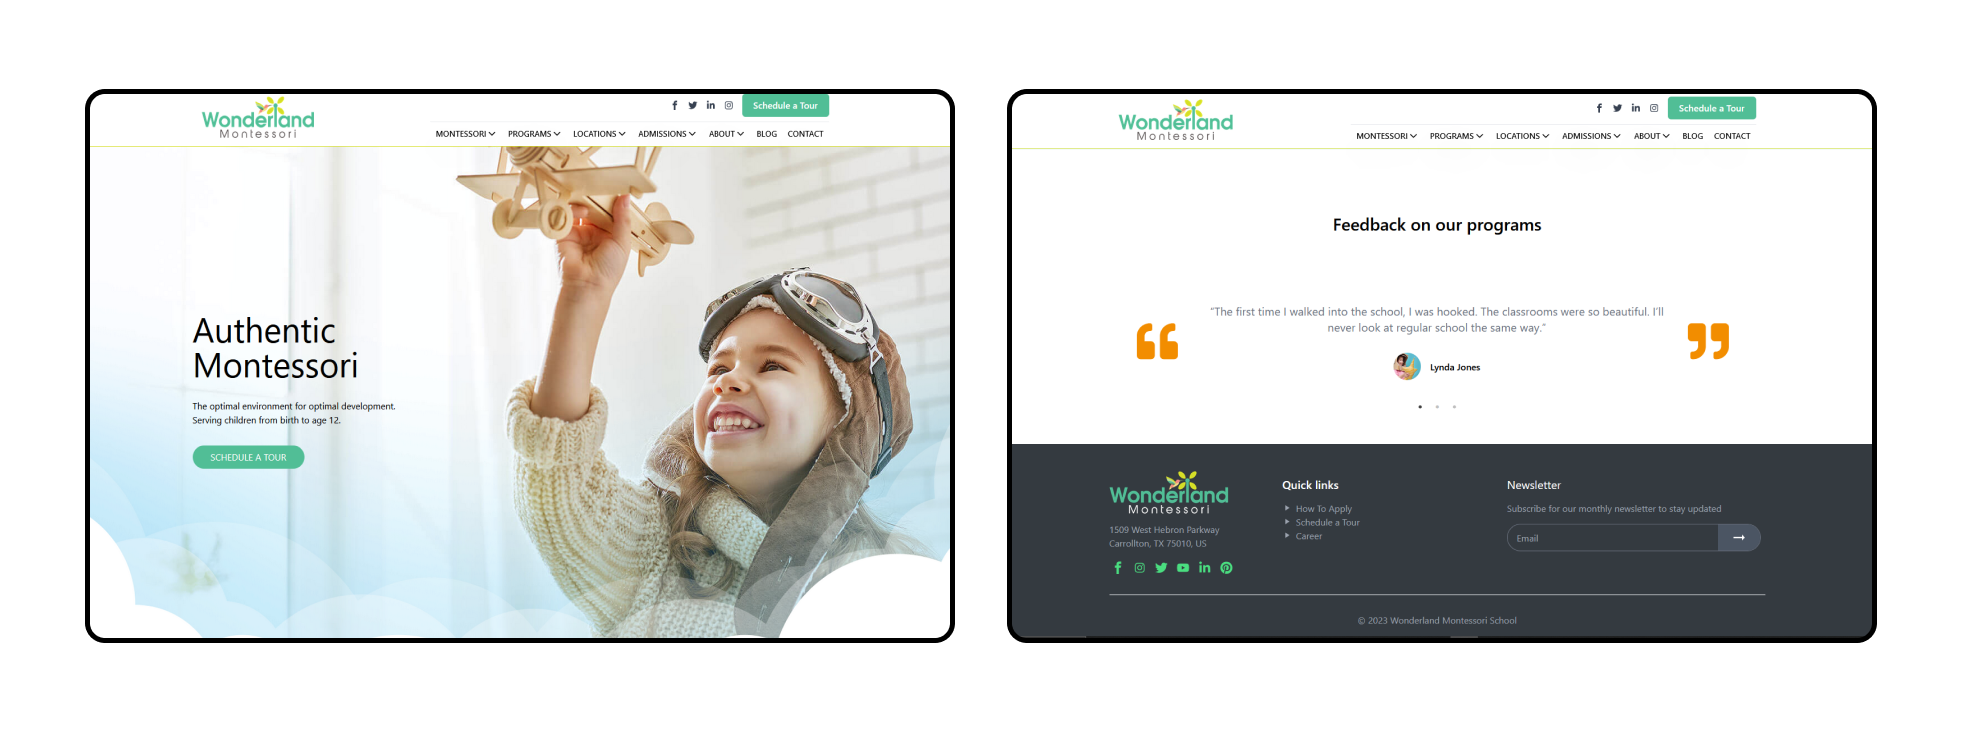 Wonderland
Montessori
Schedule a Tour
MONTESSORI PROGRAMS LOCATIONS ADMISSIONS ABOUT BLOG CONTACT
Authentic
Montessori
The optimal environment for optimal development.
Serving children from birth to age 12.
SCHEDULE A TOUR
Wonderland
Montessori
Schedule a Tour
MONTESSORI PROGRAMS LOCATIONS ADMISSIONS ABOUT BLOG CONTACT
Feedback on our programs
"The first time I walked into the school, I was hooked. The classrooms were so beautiful. I'll
never look at regular school the same way."
Lynda Jones
Wonderland
Montessori
1509 West Hebron Parkway
Carrollton, TX 75010, US
Quick links
How To Apply
Schedule a Tour
Career
Newsletter
Subscribe for our monthly newsletter to stay updated
Email
© 2023 Wonderland Montessori School